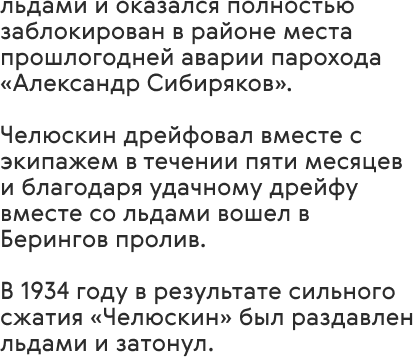 льдами и оказался полностью
заблокирован в районе места
прошлогодней аварии парохода
«Александр Сибиряков».
Челюскин дрейфовал вместе с
экипажем в течении пяти месяцев
и благодаря удачному дрейфу
вместе со льдами вошел в
Берингов пролив.
В 1934 году в результате сильного
сжатия «Челюскин» был раздавлен
льдами и затонул.